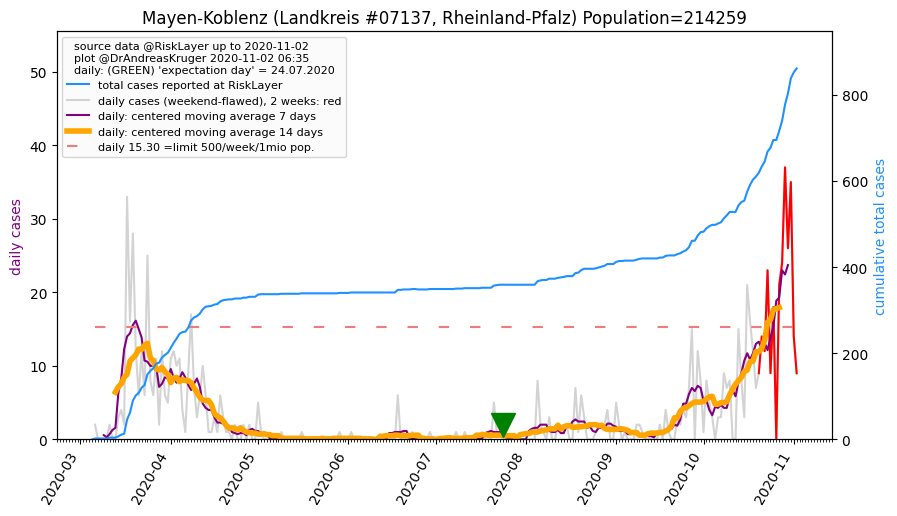 Mayen-Koblenz (Landkreis #07137, Rheinland-Pfalz) Population=214259
source data @RiskLayer up to 2020-11-02
plot @DrAndreasKruger 2020-11-02 06:35
daily: (GREEN) 'expectation day' = 24.07.2020
total cases reported at RiskLayer
daily cases (weekend-flawed), 2 weeks: red
daily: centered moving average 7 days
daily: centered moving average 14 days
daily 15.30 =limit 500/week/1mio pop.
daily cases
50
40
30
20
10
0
800
600
400
200
0
cumulative total cases
2020-03
2020-04
2020-05
2020-06
2020-07
2020-08
2020-09
2020-10
2020-11